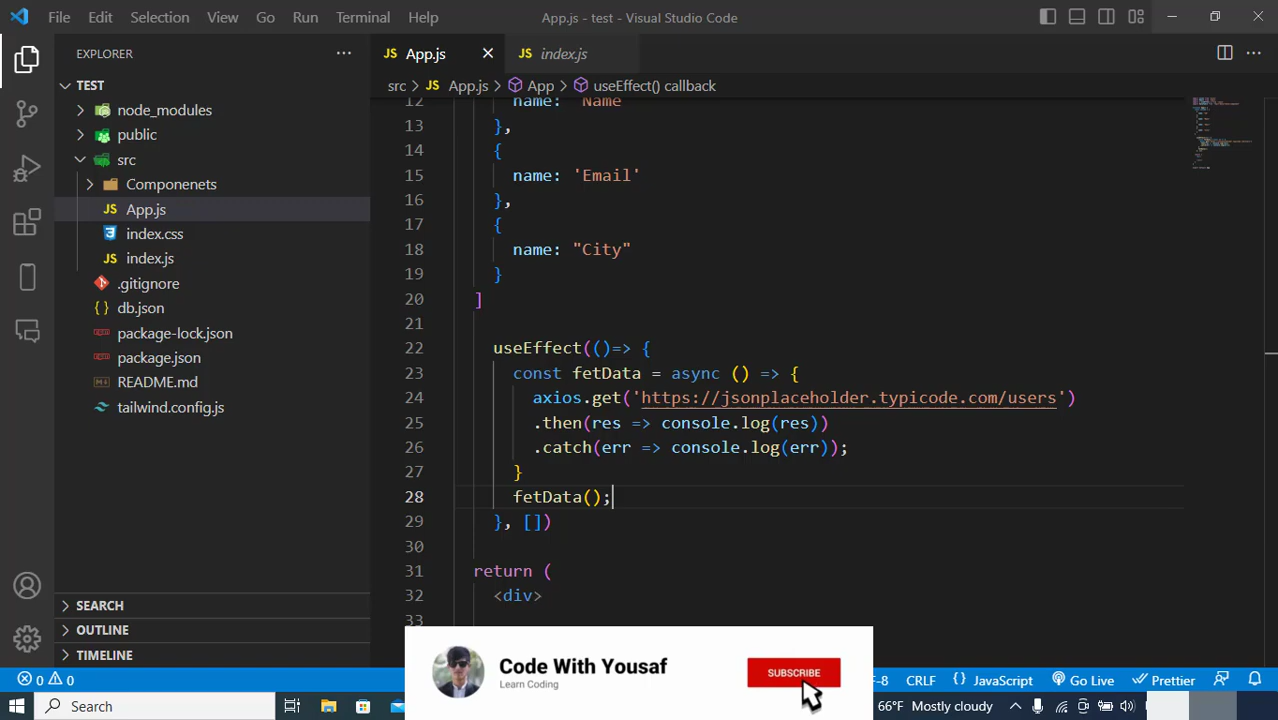 File Edit Selection View Go Run Terminal Help App.js - test - Visual Studio Code
EXPLORER
App.js
index.js
TEST
src > App.js > App > useEffect() callback
node_modules
public
src
Componenets
App.js
index.css
index.js
.gitignore
db.json
package-lock.json
package.json
README.md
tailwind.config.js
SEARCH
OUTLINE
TIMELINE
12 name: "Name"
13 },
14 {
15 name: 'Email'
16 },
17 {
18 name: "City"
19 }
20 ]
21
22 useEffect(()=> {
23 const fetData = async () => {
24 axios.get('https://jsonplaceholder.typicode.com/users')
25 .then(res => console.log(res))
26 .catch(err => console.log(err));
27 }
28 fetData();
29 }, [])
30
31 return (
32 <div>
33
Code With Yousaf
Learn Coding
SUBSCRIBE
0 0 CRLF {} JavaScript Go Live Prettier
Search 66°F Mostly cloudy